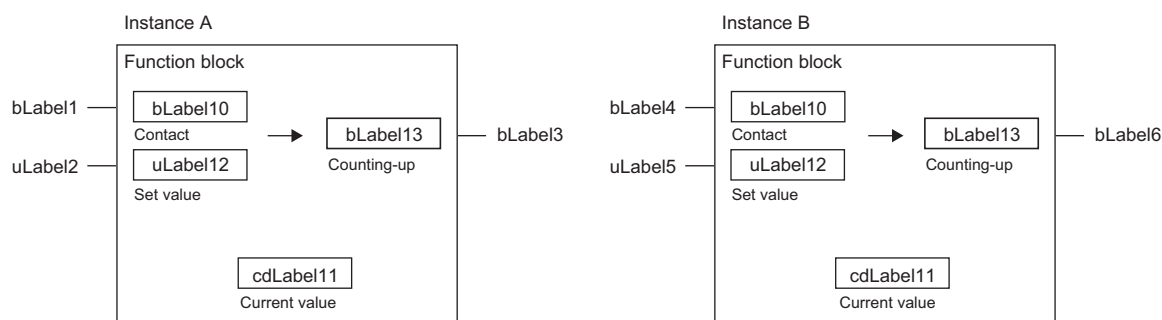 Instance A
Function block
bLabel1
bLabel10
Contact
bLabel13
Counting-up
bLabel3
uLabel2
uLabel12
Set value
cdLabel11
Current value
Instance B
Function block
bLabel4
bLabel10
Contact
bLabel13
Counting-up
bLabel6
uLabel5
uLabel12
Set value
cdLabel11
Current value